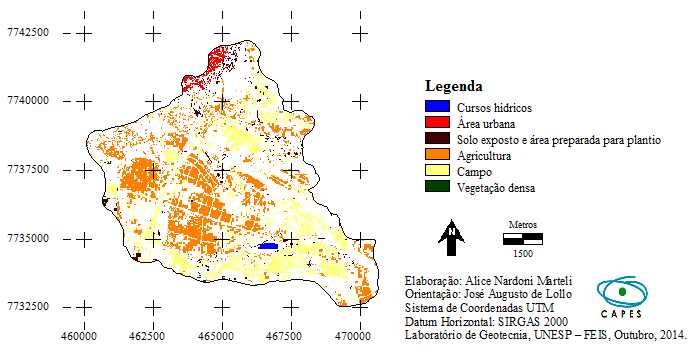 7742500
7740000
7737500
7735000
7732500
460000
462500
465000
467500
470000
Legenda
Cursos hídricos
Área urbana
Solo exposto e área preparada para plantio
Agricultura
Campo
Vegetação densa
N
Metros
1500
Elaboração: Alice Nardoni Marteli
Orientação: José Augusto de Lollo
Sistema de Coordenadas UTM
Datum Horizontal: SIRGAS 2000
Laboratório de Geotecnia, UNESP – FEIS, Outubro, 2014.
CAPES